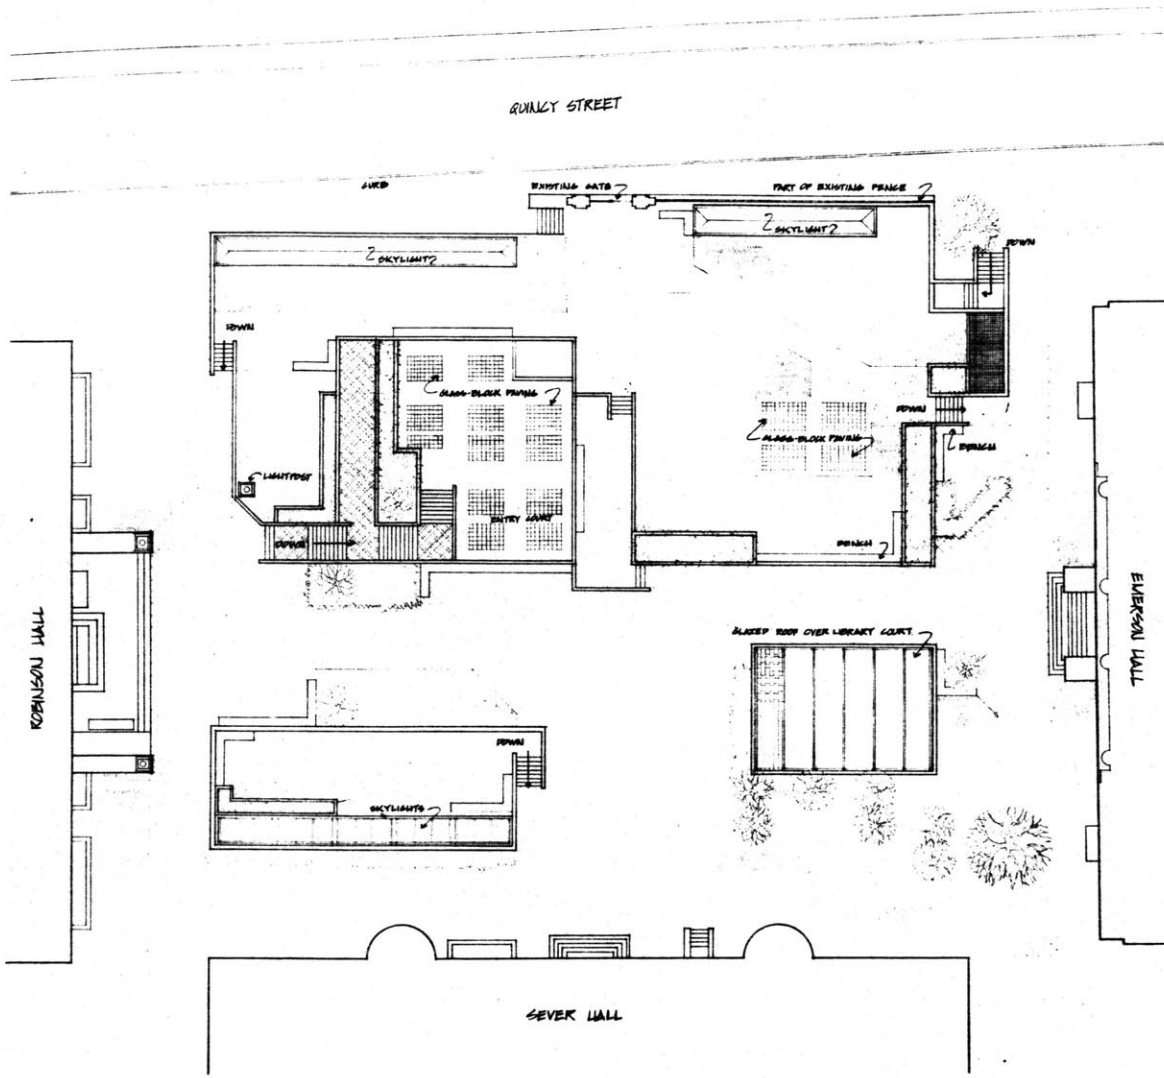 QUINCY STREET
CURB
EXISTING GATE
PART OF EXISTING FENCE
SKYLIGHT
SKYLIGHT
DOWN
DOWN
GLASS-BLOCK PAVING
DOWN
GLASS-BLOCK PAVING
BENCH
LIGHTPOST
ENTRY COURT
DOWN
BENCH
ROBINSON HALL
EMERSON HALL
GLAZED ROOF OVER LIBRARY COURT
DOWN
SKYLIGHTS
SEVER HALL